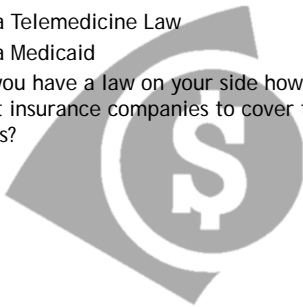 a Telemedicine Law
a Medicaid
you have a law on your side how
t insurance companies to cover
s?
$